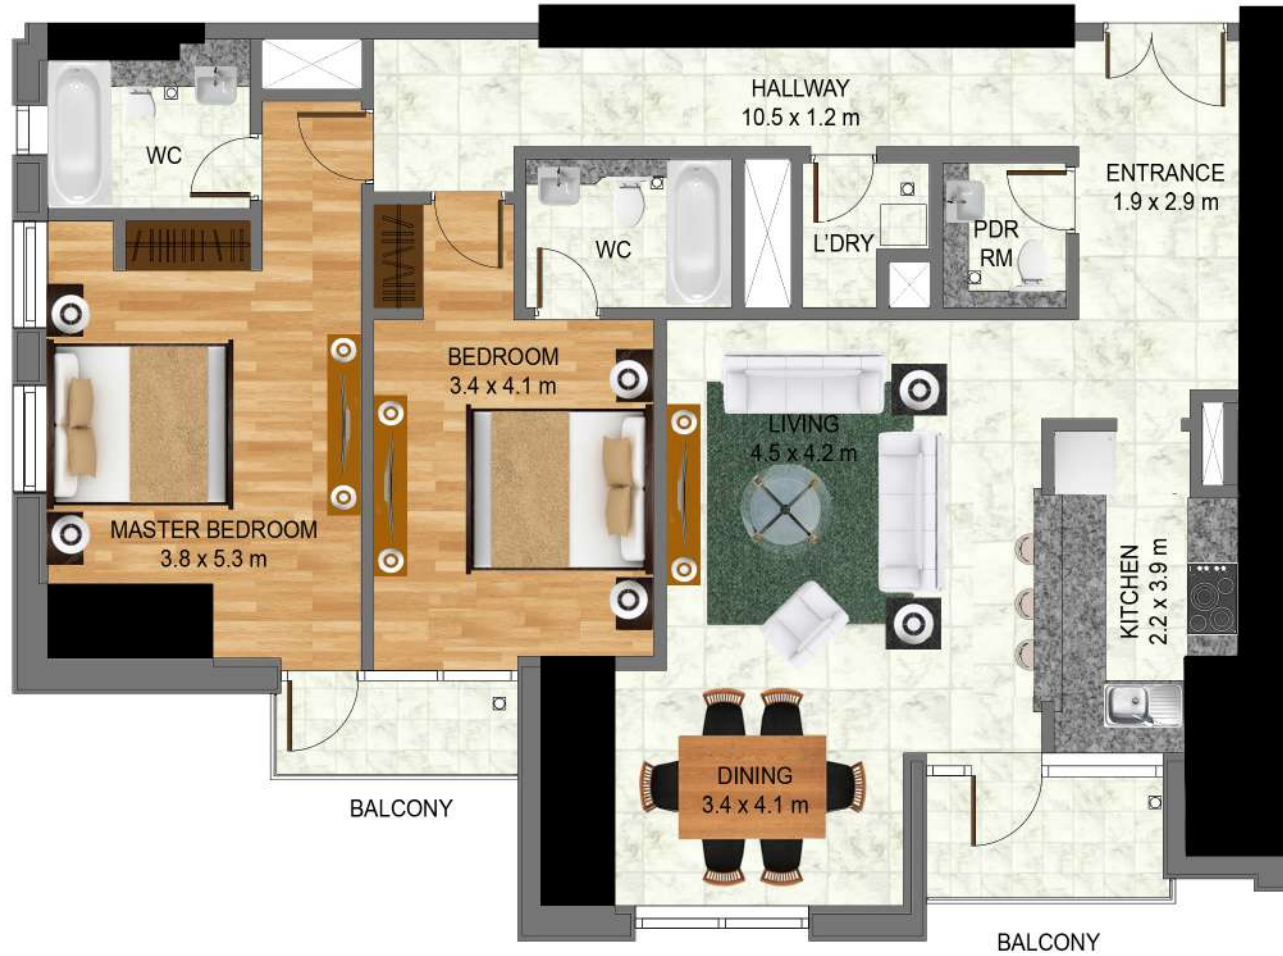 HALLWAY
10.5 x 1.2 m
WC
ENTRANCE
1.9 x 2.9 m
WC
L'DRY
PDR
RM
BEDROOM
3.4 x 4.1 m
LIVING
4.5 x 4.2 m
MASTER BEDROOM
3.8 x 5.3 m
KITCHEN
2.2 x 3.9 m
DINING
3.4 x 4.1 m
BALCONY
BALCONY